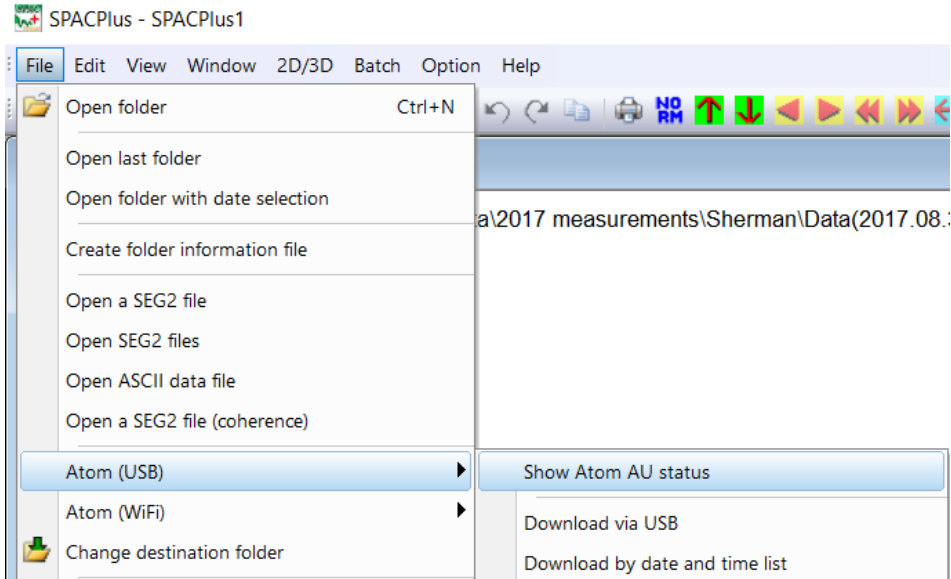 SPACPlus - SPACPlus1
File Edit View Window 2D/3D Batch Option Help
Open folder Ctrl+N
NO
RM
Open last folder
Open folder with date selection
a\2017 measurements\Sherman\Data(2017.08.3
Create folder information file
Open a SEG2 file
Open SEG2 files
Open ASCII data file
Open a SEG2 file (coherence)
Atom (USB)
Show Atom AU status
Atom (WiFi)
Download via USB
Change destination folder
Download by date and time list